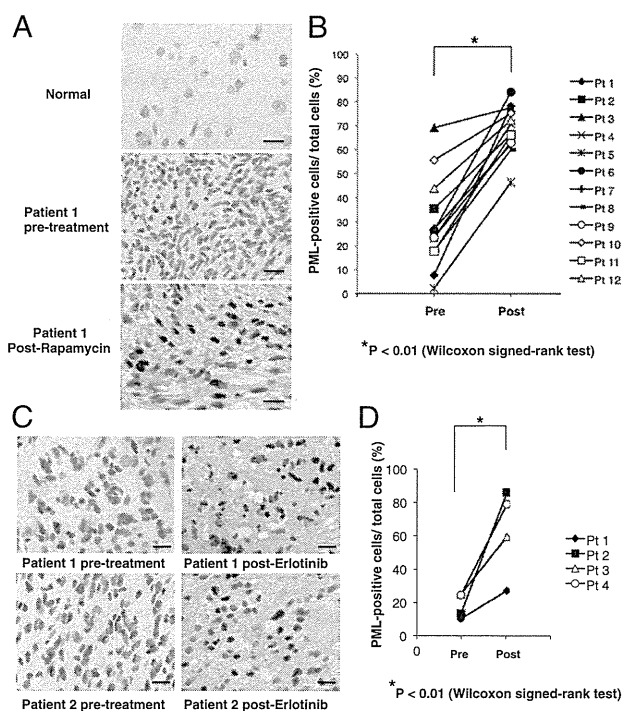 A
Normal
Patient 1
pre-treatment
Patient 1
Post-Rapamycin
B
PML-positive cells/ total cells (%)
100
90
80
70
60
50
40
30
20
10
0
*
Pre
Post
Pt 1
Pt 2
Pt 3
Pt 4
Pt 5
Pt 6
Pt 7
Pt 8
Pt 9
Pt 10
Pt 11
Pt 12
*P < 0.01 (Wilcoxon signed-rank test)
C
Patient 1 pre-treatment
Patient 1 post-Erlotinib
Patient 2 pre-treatment
Patient 2 post-Erlotinib
D
PML-positive cells/ total cells (%)
100
80
60
40
20
0
0
*
Pre
Post
Pt 1
Pt 2
Pt 3
Pt 4
*P < 0.01 (Wilcoxon signed-rank test)